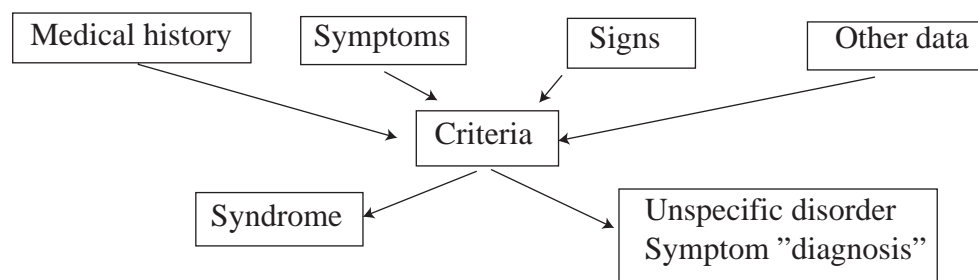 Medical history
Symptoms
Signs
Other data
Criteria
Syndrome
Unspecific disorder
Symptom ”diagnosis”